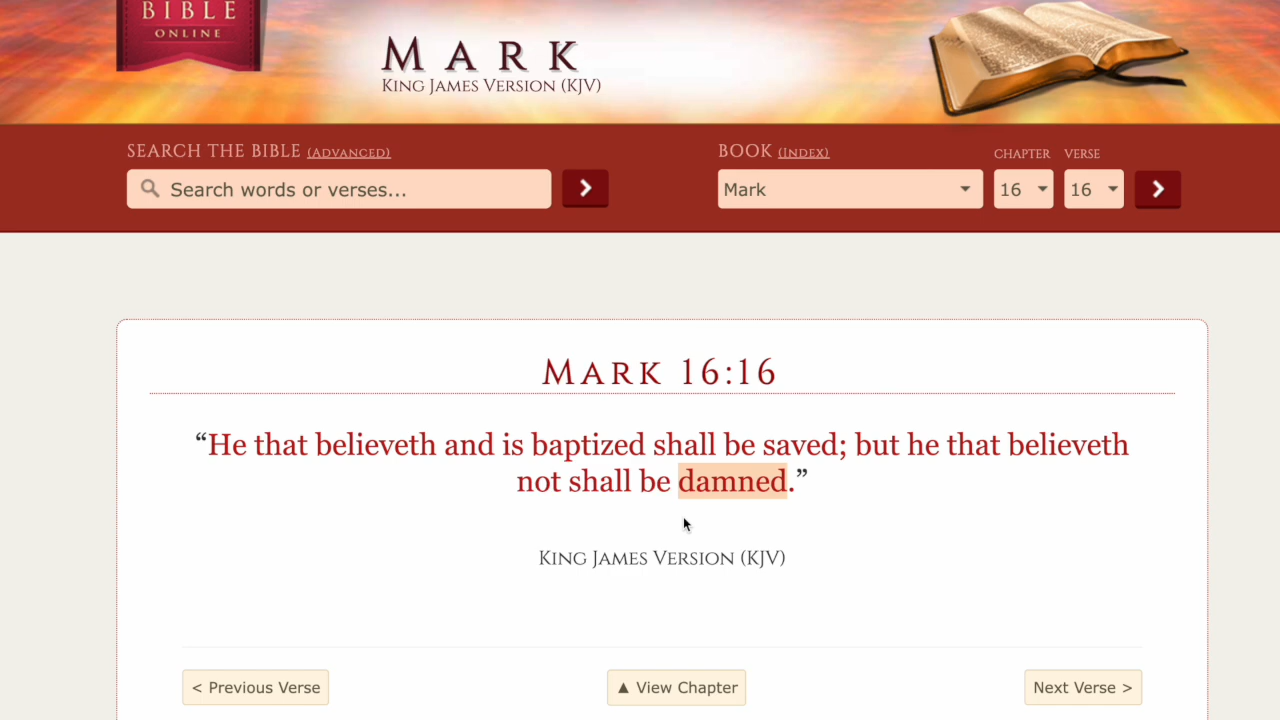 BIBLE
ONLINE
MARK
KING JAMES VERSION (KJV)
SEARCH THE BIBLE (ADVANCED)
BOOK (INDEX)
CHAPTER
VERSE
Search words or verses...
Mark
16
16
MARK 16:16
“He that believeth and is baptized shall be saved; but he that believeth
not shall be damned.”
KING JAMES VERSION (KJV)
< Previous Verse
▲ View Chapter
Next Verse >